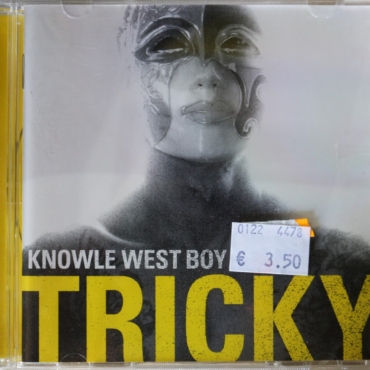 0122 4478
€ 3.50
KNOWLE WEST BOY
TRICKY